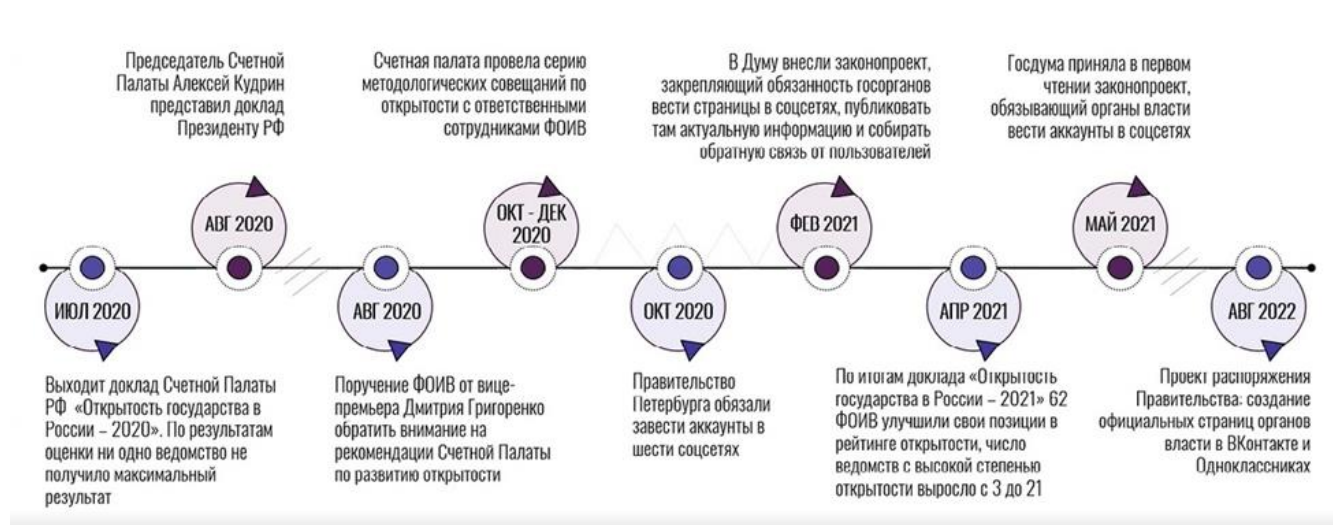 Председатель Счетной
Палаты Алексей Кудрин
представил доклад
Президенту РФ
Счетная палата провела серию
методологических совещаний по
открытости с ответственными
сотрудниками ФОИВ
В Думу внесли законопроект,
закрепляющий обязанность госорганов
вести страницы в соцсетях, публиковать
там актуальную информацию и собирать
обратную связь от пользователей
Госдума приняла в первом
чтении законопроект,
обязывающий органы власти
вести аккаунты в соцсетях
АВГ 2020
ОКТ - ДЕК
2020
ФЕВ 2021
МАЙ 2021
ИЮЛ 2020
АВГ 2020
ОКТ 2020
АПР 2021
АВГ 2022
Выходит доклад Счетной Палаты
РФ «Открытость государства в
России – 2020». По результатам
оценки ни одно ведомство не
получило максимальный
результат
Поручение ФОИВ от вице-
премьера Дмитрия Григоренко
обратить внимание на
рекомендации Счетной Палаты
по развитию открытости
Правительство
Петербурга обязали
завести аккаунты в
шести соцсетях
По итогам доклада «Открытость
государства в России – 2021» 62
ФОИВ улучшили свои позиции в
рейтинге открытости, число
ведомств с высокой степенью
открытости выросло с 3 до 21
Проект распоряжения
Правительства: создание
официальных страниц органов
власти в ВКонтакте и
Одноклассниках